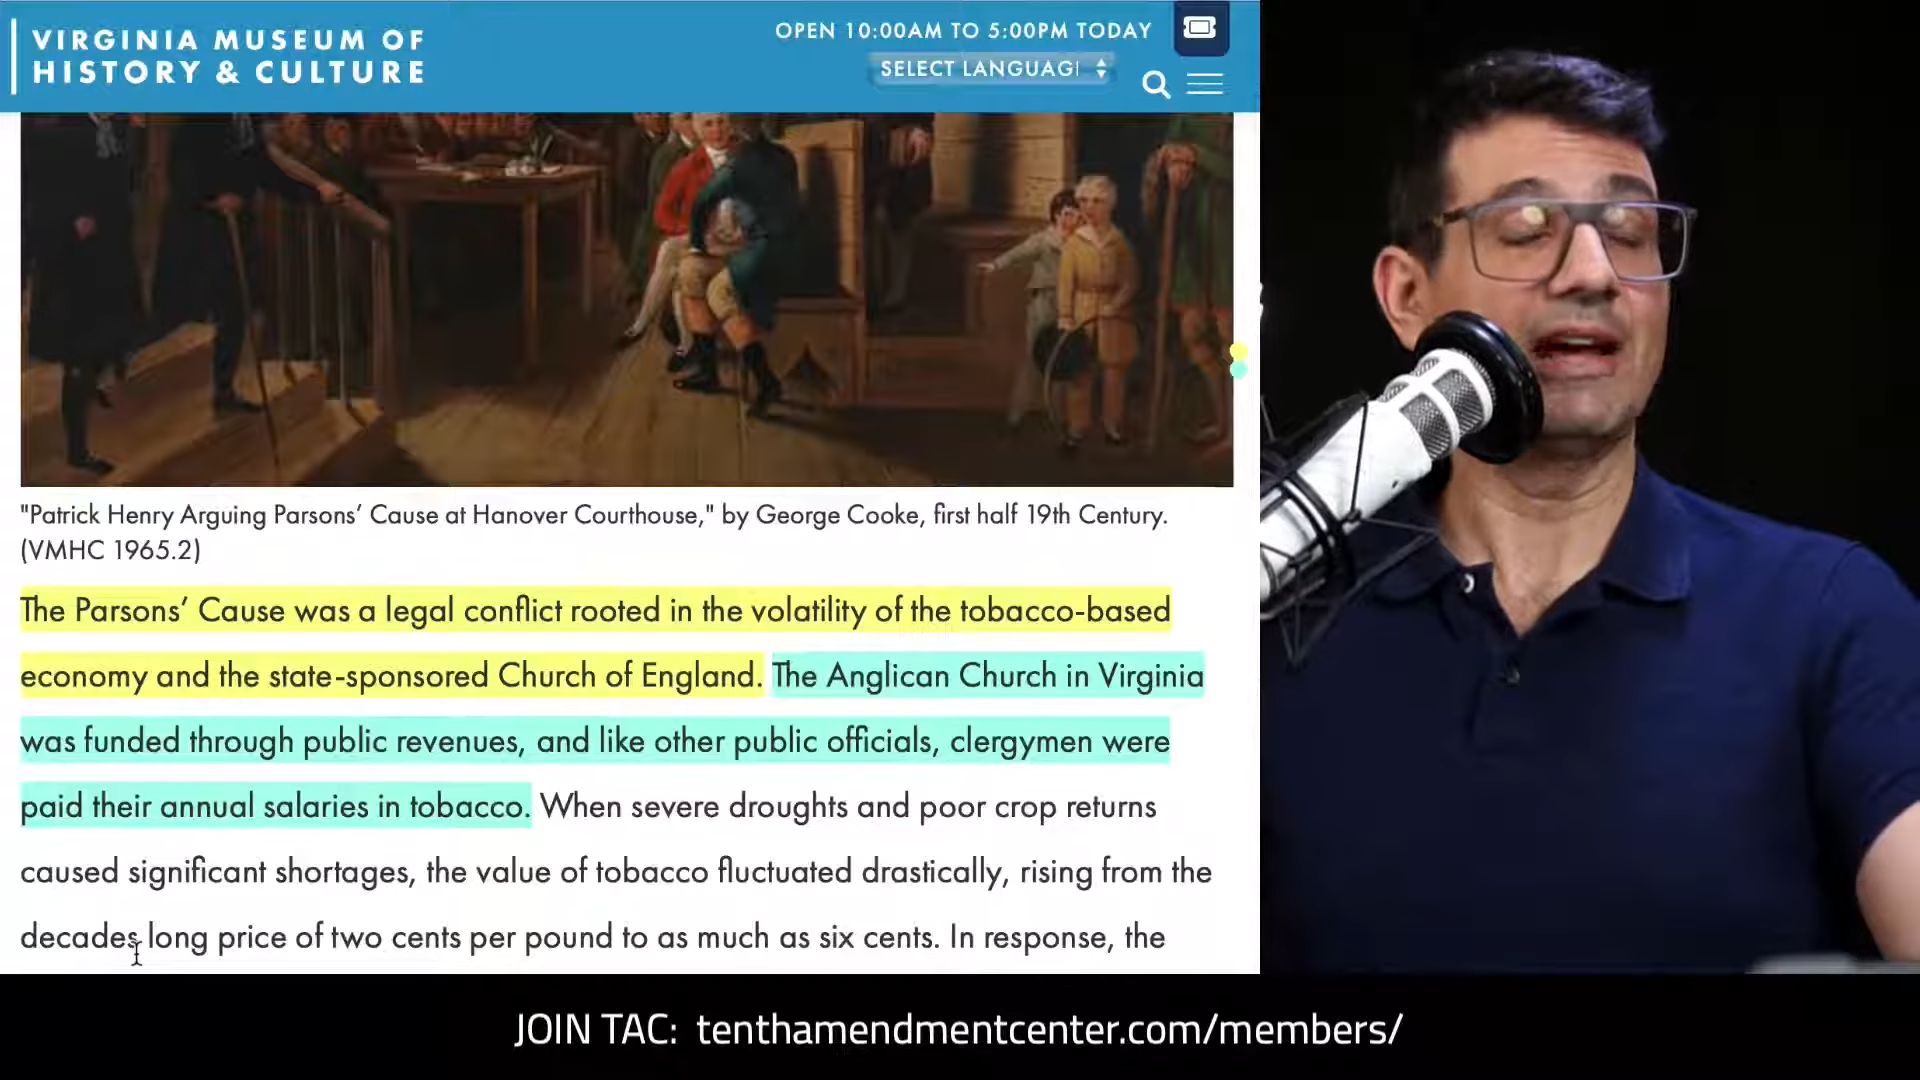 VIRGINIA MUSEUM OF
HISTORY & CULTURE
OPEN 10:00AM TO 5:00PM TODAY
SELECT LANGUAG
"Patrick Henry Arguing Parsons’ Cause at Hanover Courthouse," by George Cooke, first half 19th Century.
(VMHC 1965.2)
The Parsons’ Cause was a legal conflict rooted in the volatility of the tobacco-based
economy and the state-sponsored Church of England. The Anglican Church in Virginia
was funded through public revenues, and like other public officials, clergymen were
paid their annual salaries in tobacco. When severe droughts and poor crop returns
caused significant shortages, the value of tobacco fluctuated drastically, rising from the
decades long price of two cents per pound to as much as six cents. In response, the
JOIN TAC: tenthamendmentcenter.com/members/